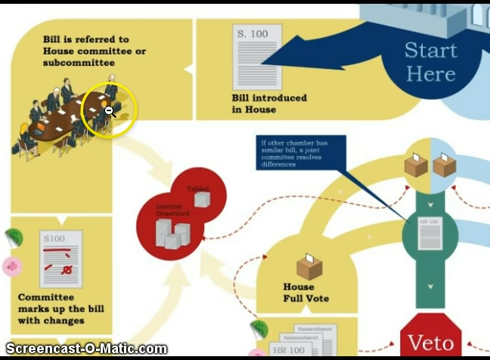 Bill is referred to
House committee or
subcommittee
S. 100
Bill introduced
in House
Start
Here
If other chamber has
similar bill, a joint
committee resolves
differences
Tabled
S100
Committee
marks up the bill
with changes
House
Full Vote
HR 100
Veto
Screencast-O-Matic.com